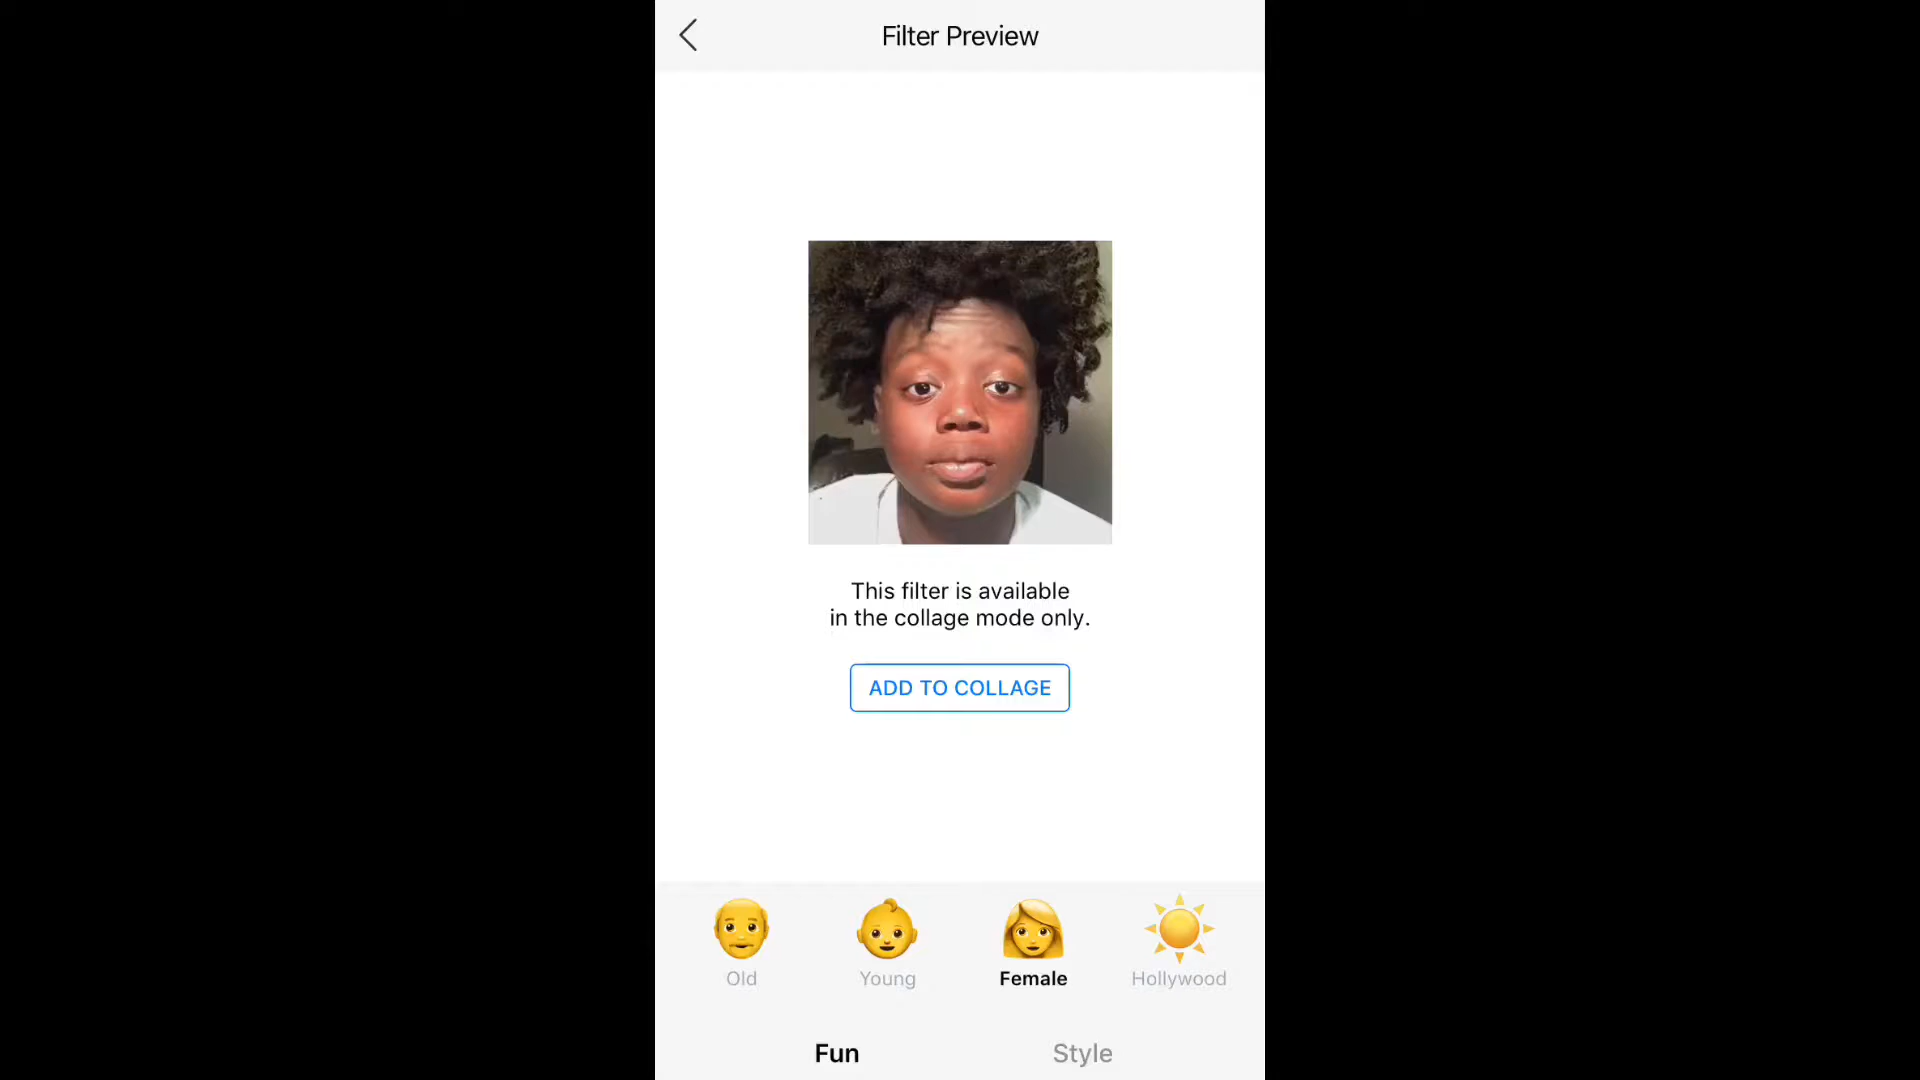 Filter Preview
This filter is available
in the collage mode only.
ADD TO COLLAGE
Old Young Female Hollywood
Fun Style